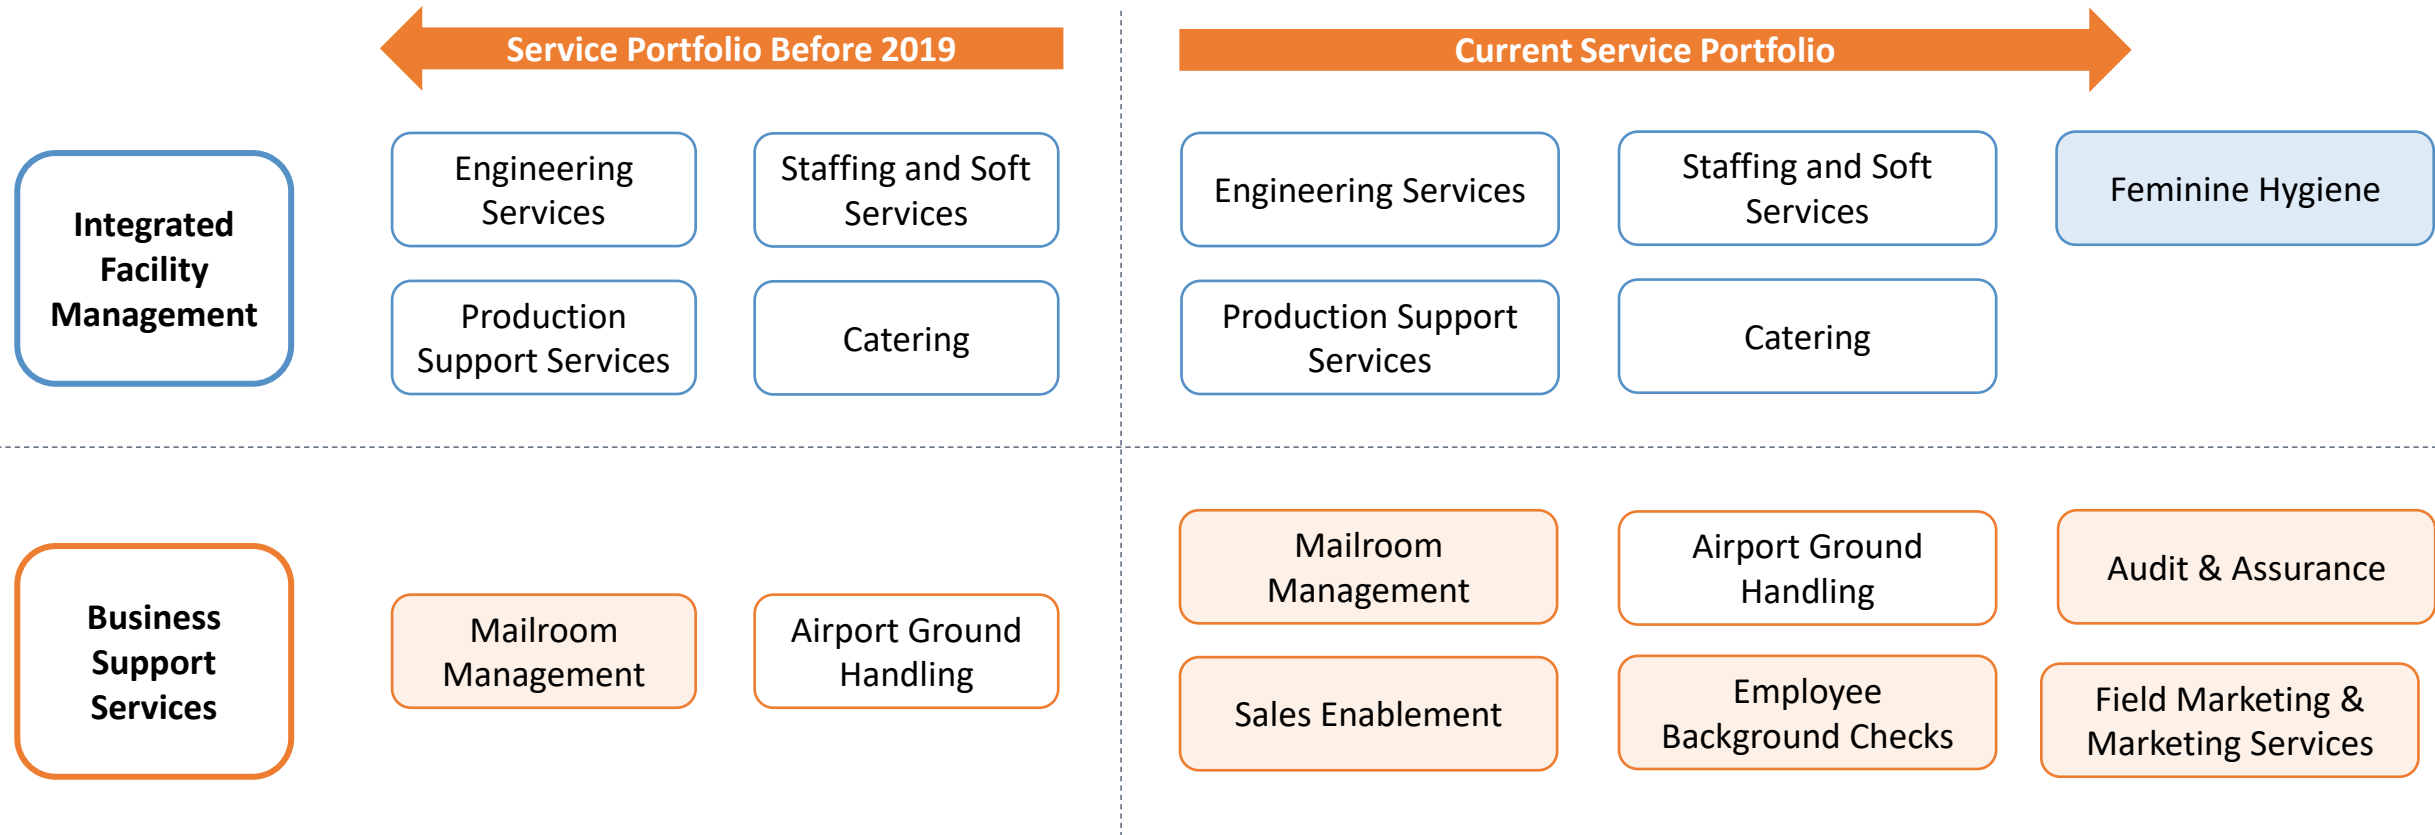 Service Portfolio Before 2019
Current Service Portfolio
Integrated
Facility
Management
Engineering
Services
Staffing and Soft
Services
Production
Support Services
Catering
Engineering Services
Staffing and Soft
Services
Feminine Hygiene
Production Support
Services
Catering
Business
Support
Services
Mailroom
Management
Airport Ground
Handling
Mailroom
Management
Airport Ground
Handling
Audit & Assurance
Sales Enablement
Employee
Background Checks
Field Marketing &
Marketing Services